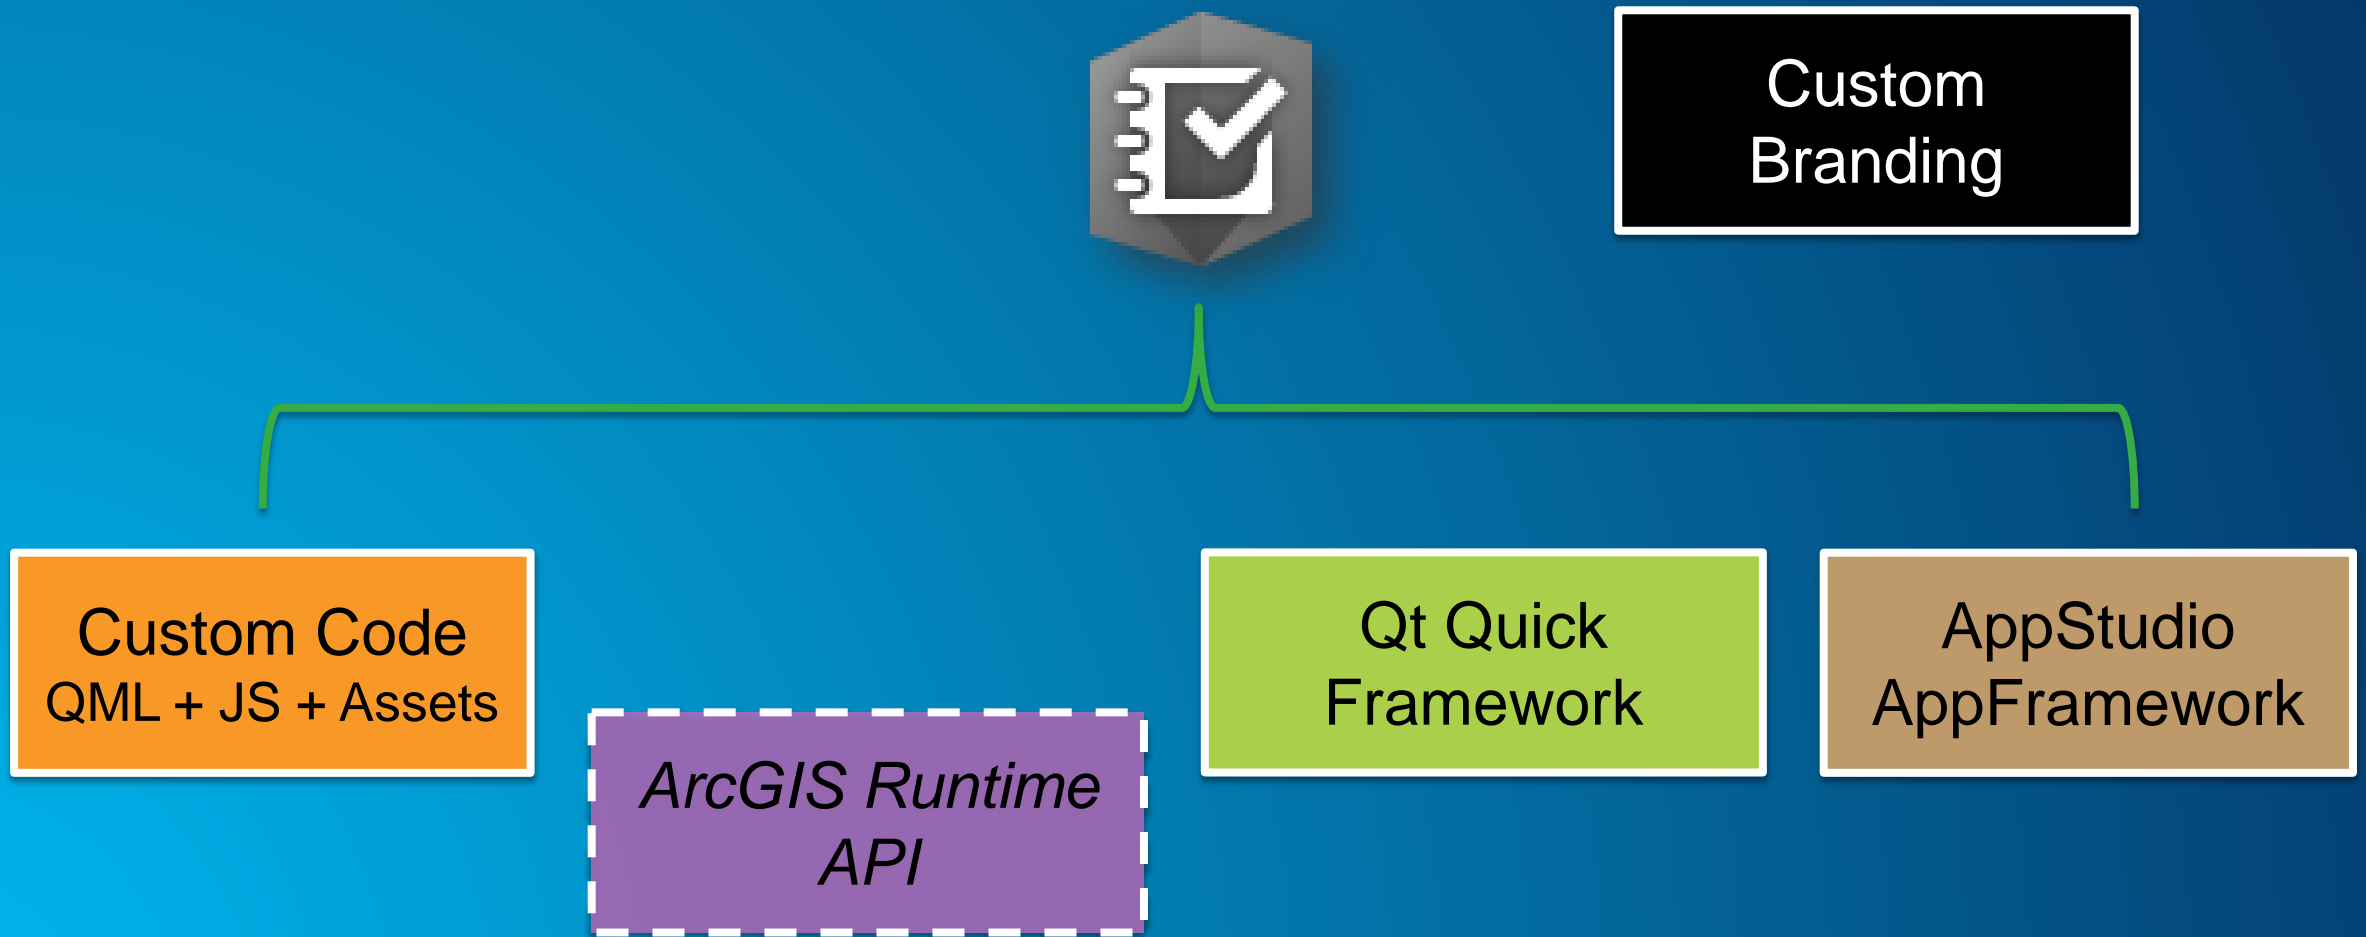 Custom
Branding
Custom Code
QML + JS + Assets
ArcGIS Runtime
API
Qt Quick
Framework
AppStudio
AppFramework